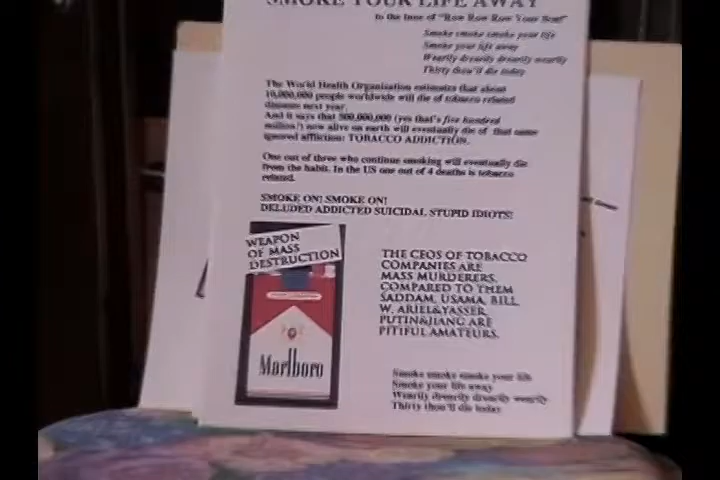 SMOKE YOUR LIFE AWAY
to the tune of "Row Row Row Your Boat"
Smoke smoke smoke your life
Smoke your life away
Wearily drearily drearily wearily
Thirty thou'll die today
The World Health Organization estimates that about
10,000,000 people worldwide will die of tobacco related
diseases next year.
And it says that 500,000,000 (yes that's five hundred
million!) now alive on earth will eventually die of that same
ignored affliction: TOBACCO ADDICTION.
One out of three who continue smoking will eventually die
from the habit. In the US one out of 4 deaths is tobacco
related.
SMOKE ON! SMOKE ON!
DELUDED ADDICTED SUICIDAL STUPID IDIOTS!
WEAPON
OF MASS
DESTRUCTION
Marlboro
THE CEOS OF TOBACCO
COMPANIES ARE
MASS MURDERERS.
COMPARED TO THEM
SADDAM, USAMA, BILL,
W, ARIEL&YASSER,
PUTIN&JIANG ARE
PITIFUL AMATEURS.
Smoke smoke smoke your life
Smoke your life away
Wearily drearily drearily wearily
Thirty thou'll die today